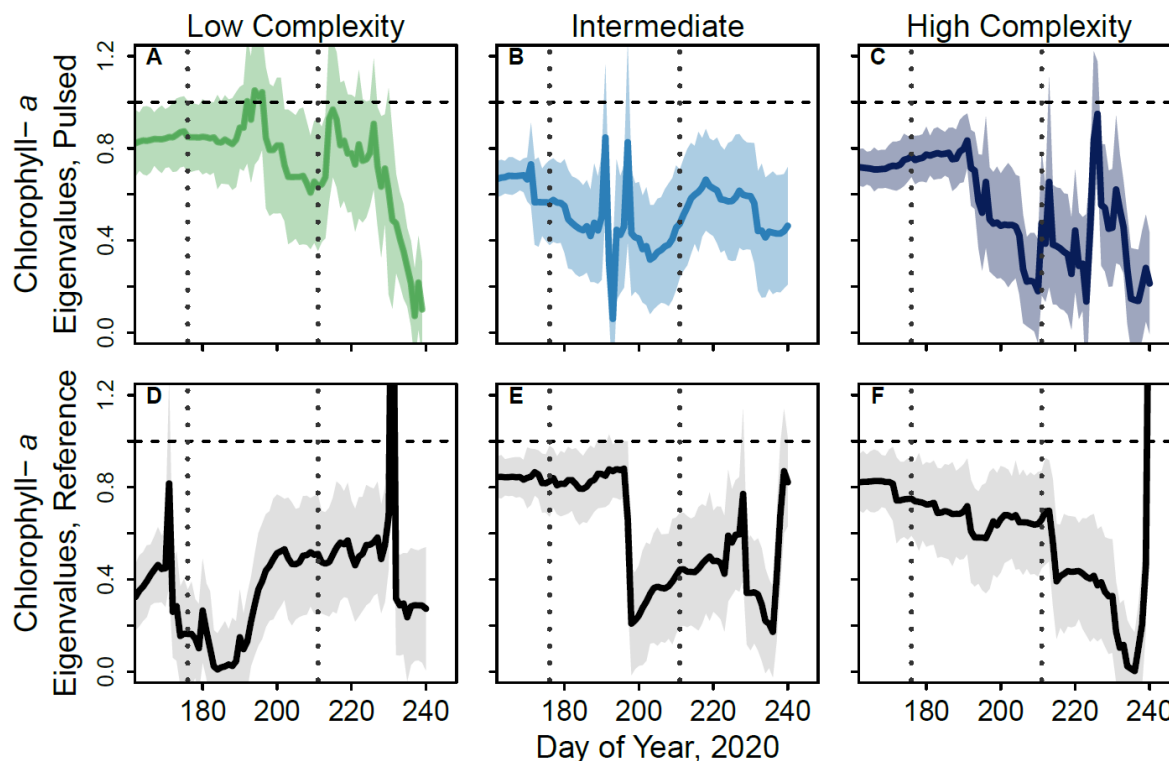 Low Complexity Intermediate High Complexity
Chlorophyll− a
Eigenvalues, Pulsed
0.0 0.4 0.8 1.2
A B C
Chlorophyll− a
Eigenvalues, Reference
0.0 0.4 0.8 1.2
D E F
180 200 220 240 180 200 220 240 180 200 220 240
Day of Year, 2020